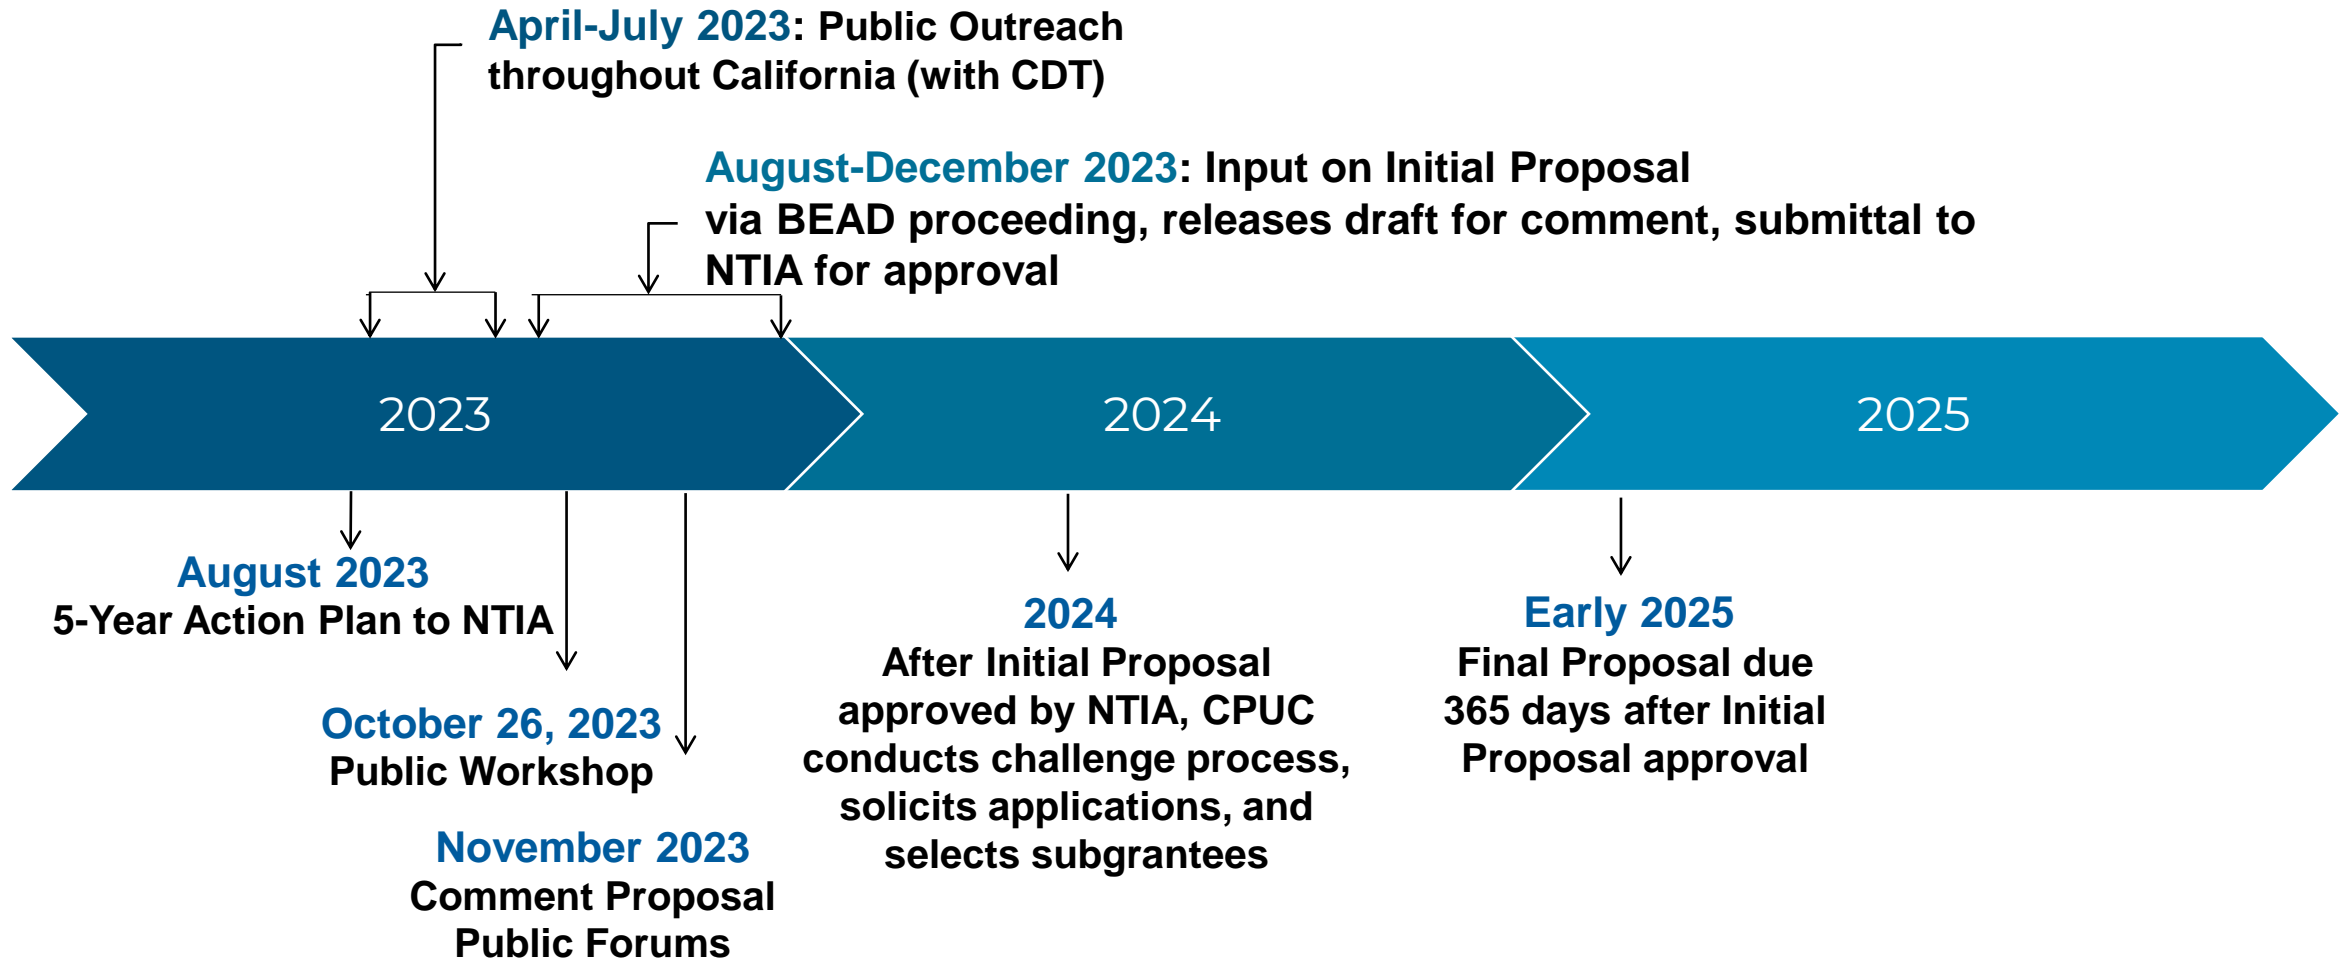 April-July 2023: Public Outreach
throughout California (with CDT)
August-December 2023: Input on Initial Proposal
via BEAD proceeding, releases draft for comment, submittal to
NTIA for approval
2023
2024
2025
August 2023
5-Year Action Plan to NTIA
October 26, 2023
Public Workshop
November 2023
Comment Proposal
Public Forums
2024
After Initial Proposal
approved by NTIA, CPUC
conducts challenge process,
solicits applications, and
selects subgrantees
Early 2025
Final Proposal due
365 days after Initial
Proposal approval